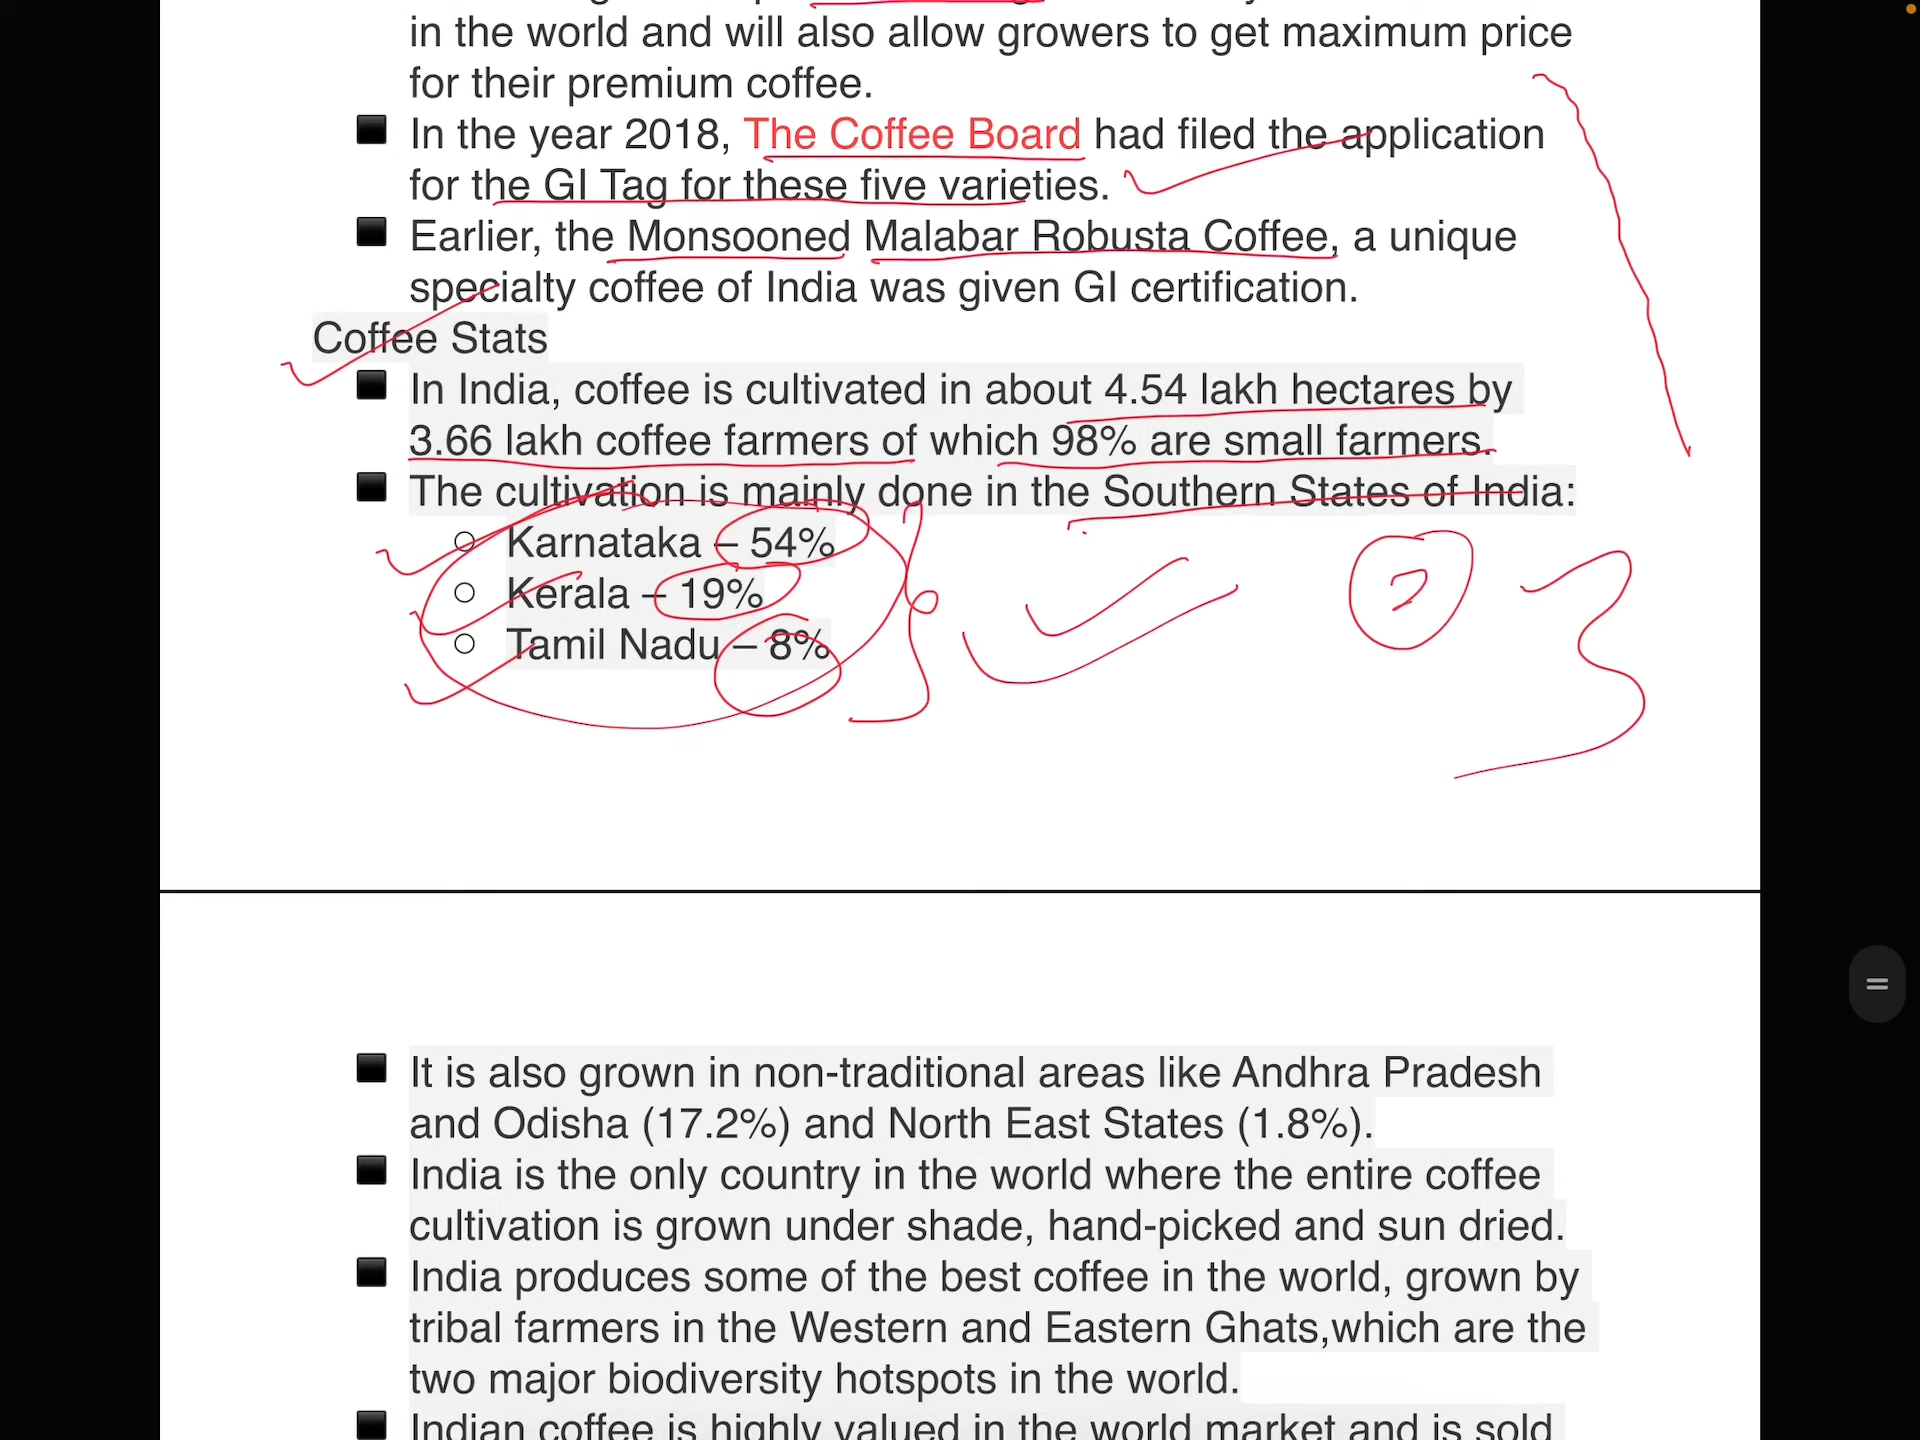 in the world and will also allow growers to get maximum price
for their premium coffee.
In the year 2018, The Coffee Board had filed the application
for the GI Tag for these five varieties.
Earlier, the Monsooned Malabar Robusta Coffee, a unique
specialty coffee of India was given GI certification.
Coffee Stats
In India, coffee is cultivated in about 4.54 lakh hectares by
3.66 lakh coffee farmers of which 98% are small farmers.
The cultivation is mainly done in the Southern States of India:
Karnataka – 54%
Kerala – 19%
Tamil Nadu – 8%
It is also grown in non-traditional areas like Andhra Pradesh
and Odisha (17.2%) and North East States (1.8%).
India is the only country in the world where the entire coffee
cultivation is grown under shade, hand-picked and sun dried.
India produces some of the best coffee in the world, grown by
tribal farmers in the Western and Eastern Ghats,which are the
two major biodiversity hotspots in the world.
Indian coffee is highly valued in the world market and is sold